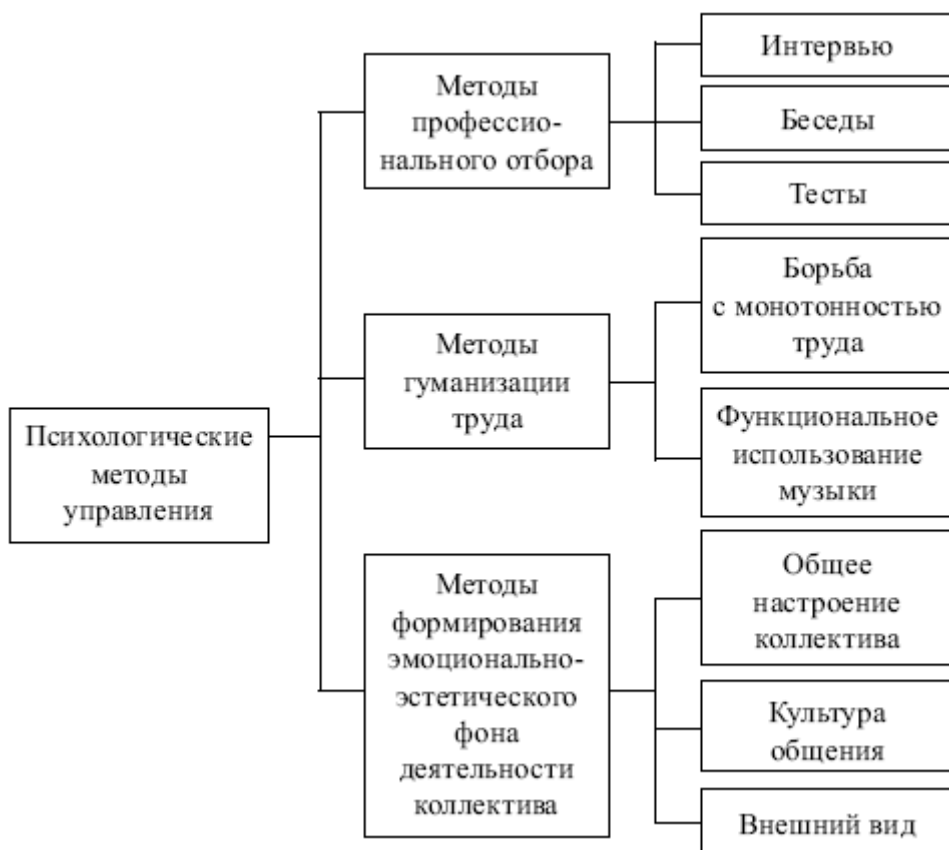 Психологические
методы
управления
Методы
профессио-
нального отбора
Интервью
Беседы
Тесты
Методы
гуманизации
труда
Борьба
с монотонностью
труда
Функциональное
использование
музыки
Методы
формирования
эмоционально-
эстетического
фона
деятельности
коллектива
Общее
настроение
коллектива
Культура
общения
Внешний вид